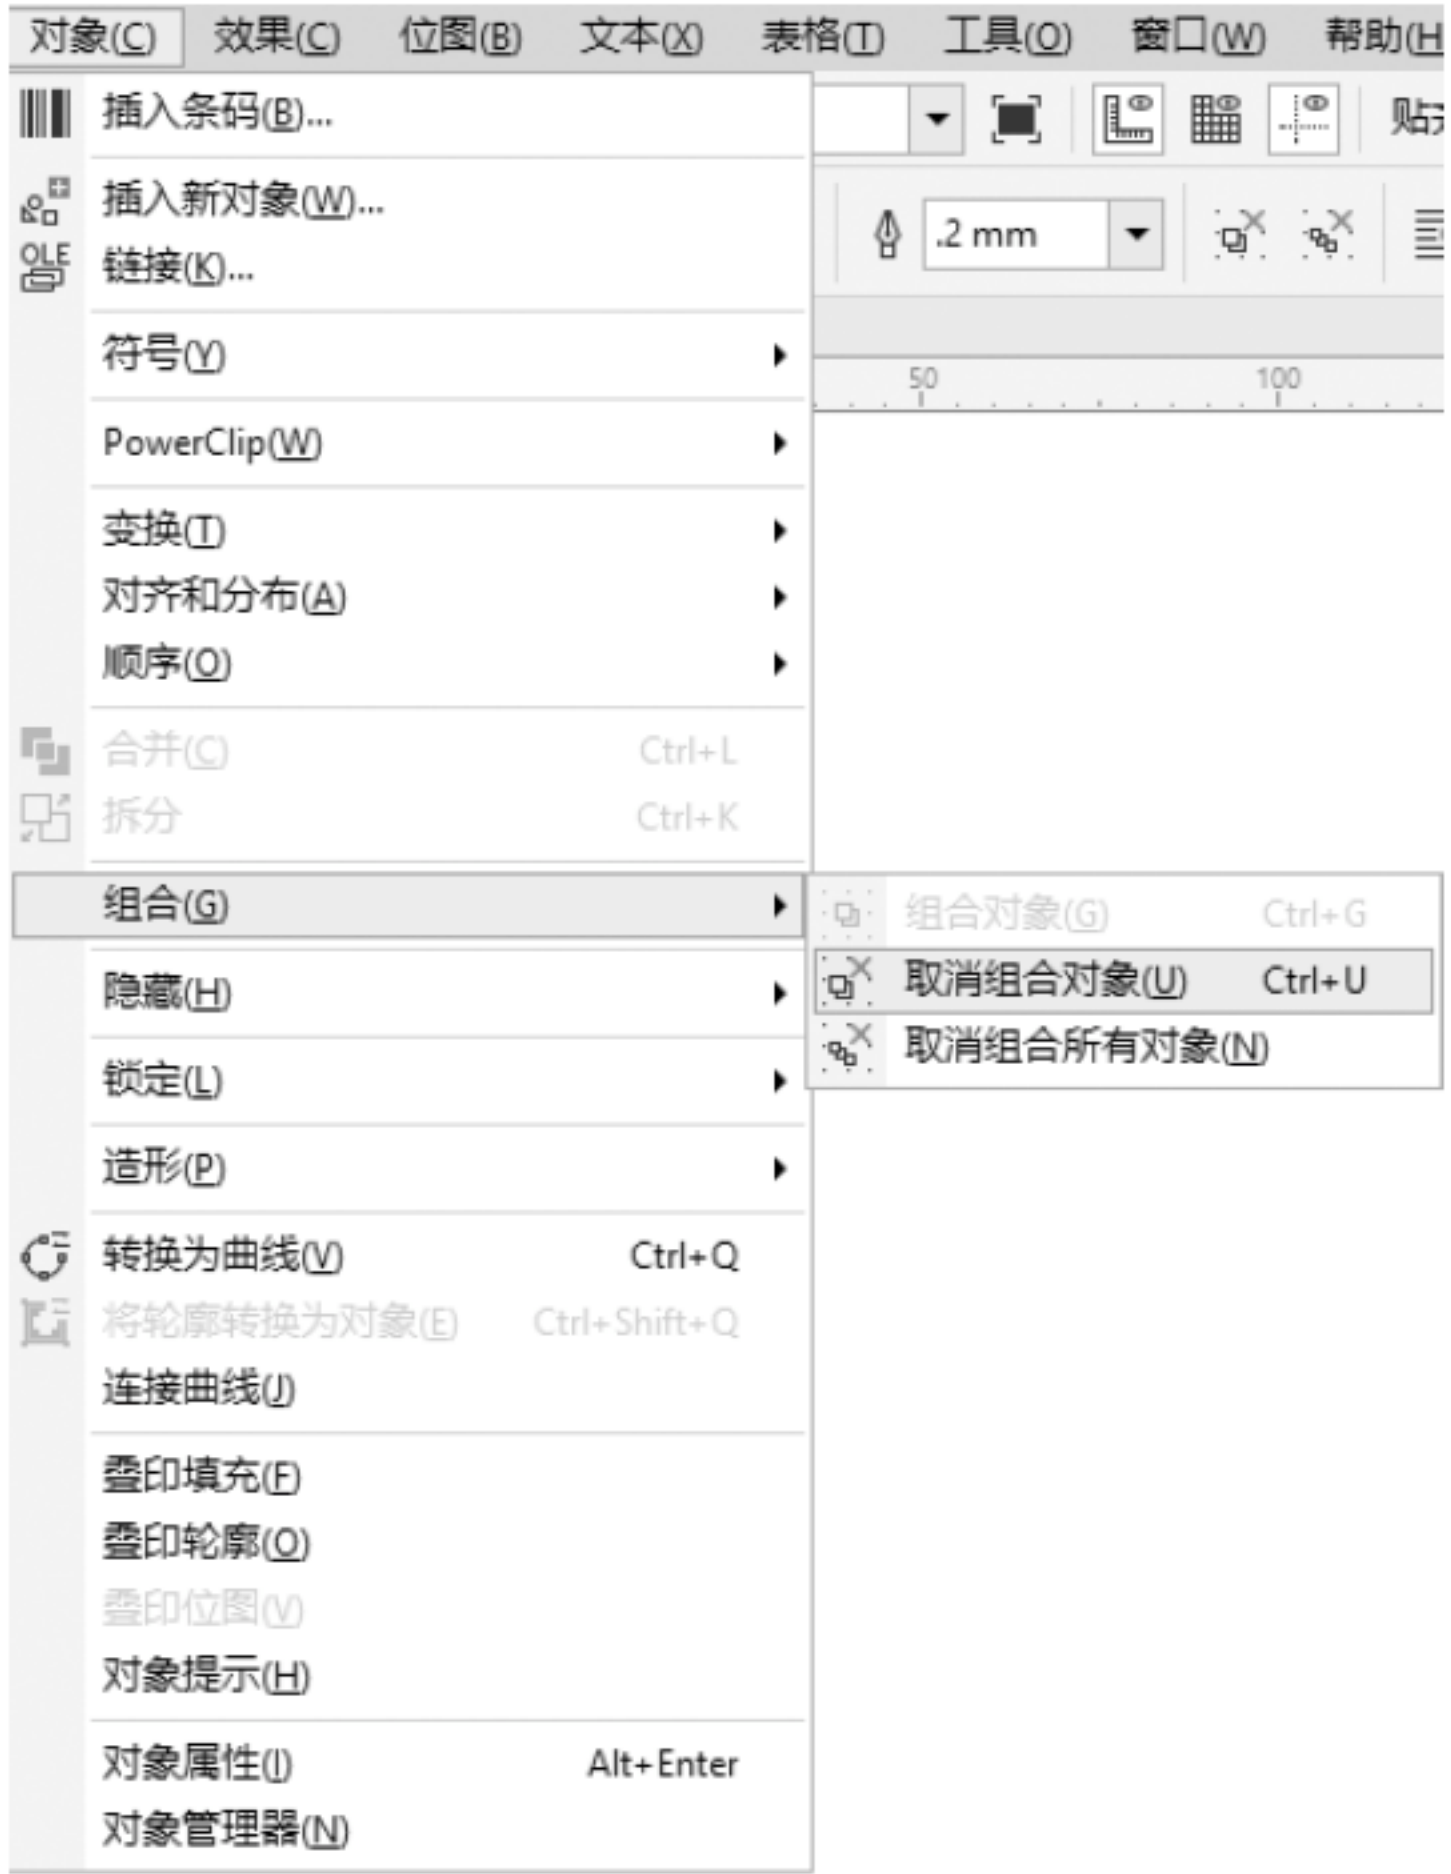 对象(C) 效果(C) 位图(B) 文本(X) 表格(T) 工具(O) 窗口(W) 帮助(H
插入条码(B)...
贴
插入新对象(W)...
.2 mm
OLE
链接(K)...
符号(Y)
50 100
PowerClip(W)
变换(T)
对齐和分布(A)
顺序(O)
合并(C) Ctrl+L
拆分 Ctrl+K
组合(G)
组合对象(G) Ctrl+G
取消组合对象(U) Ctrl+U
取消组合所有对象(N)
隐藏(H)
锁定(L)
造形(P)
转换为曲线(V) Ctrl+Q
将轮廓转换为对象(E) Ctrl+Shift+Q
连接曲线(J)
叠印填充(F)
叠印轮廓(O)
叠印位图(V)
对象提示(H)
对象属性(I) Alt+Enter
对象管理器(N)